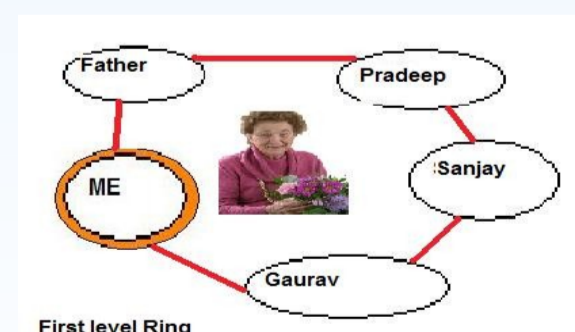 Father
Pradeep
Sanjay
ME
Gaurav
First level Ring